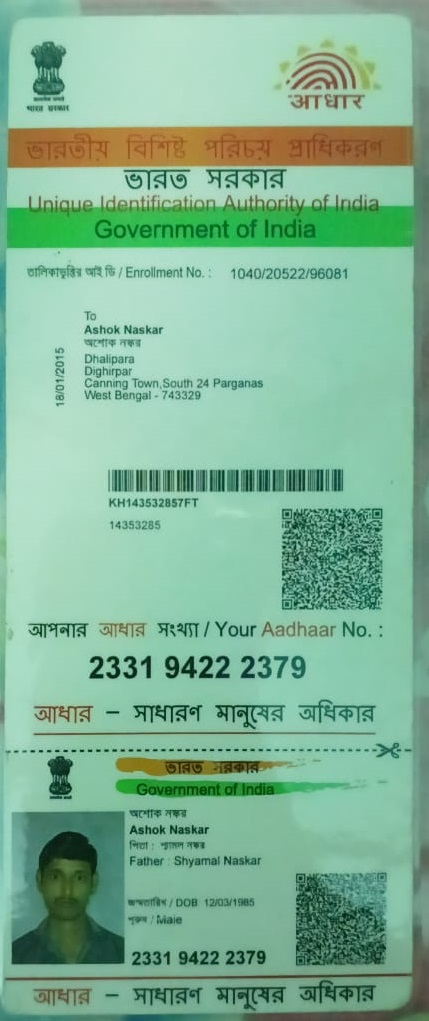 भारत सरकार
आधार
ভারতীয় বিশিষ্ট পরিচয় প্রাধিকরণ
ভারত সরকার
Unique Identification Authority of India
Government of India
তালিকাভুক্তির আই ডি / Enrollment No. : 1040/20522/96081
To
Ashok Naskar
অশোক নস্কর
Dhalipara
Dighirpar
Canning Town,South 24 Parganas
West Bengal - 743329
18/01/2015
KH143532857FT
14353285
আপনার আধার সংখ্যা / Your Aadhaar No. :
2331 9422 2379
আধার – সাধারণ মানুষের অধিকার
ভারত সরকার
Government of India
অশোক নস্কর
Ashok Naskar
পিতা : শ্যামল নস্কর
Father : Shyamal Naskar
জন্মতারিখ / DOB: 12/03/1985
পুরুষ / Male
2331 9422 2379
আধার – সাধারণ মানুষের অধিকার